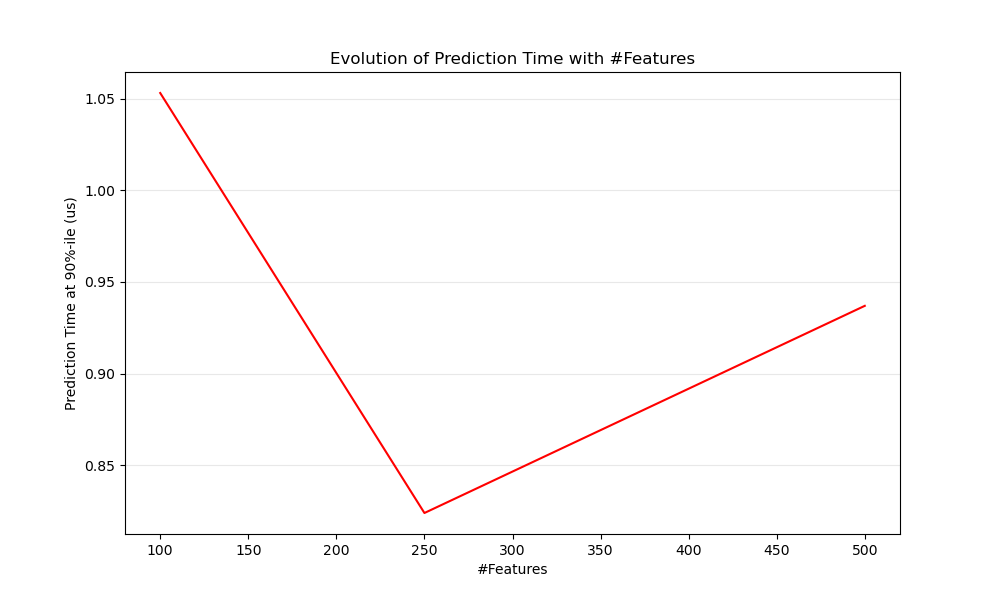 Evolution of Prediction Time with #Features
Prediction Time at 90%-ile (us)
1.05
1.00
0.95
0.90
0.85
100 150 200 250 300 350 400 450 500
#Features